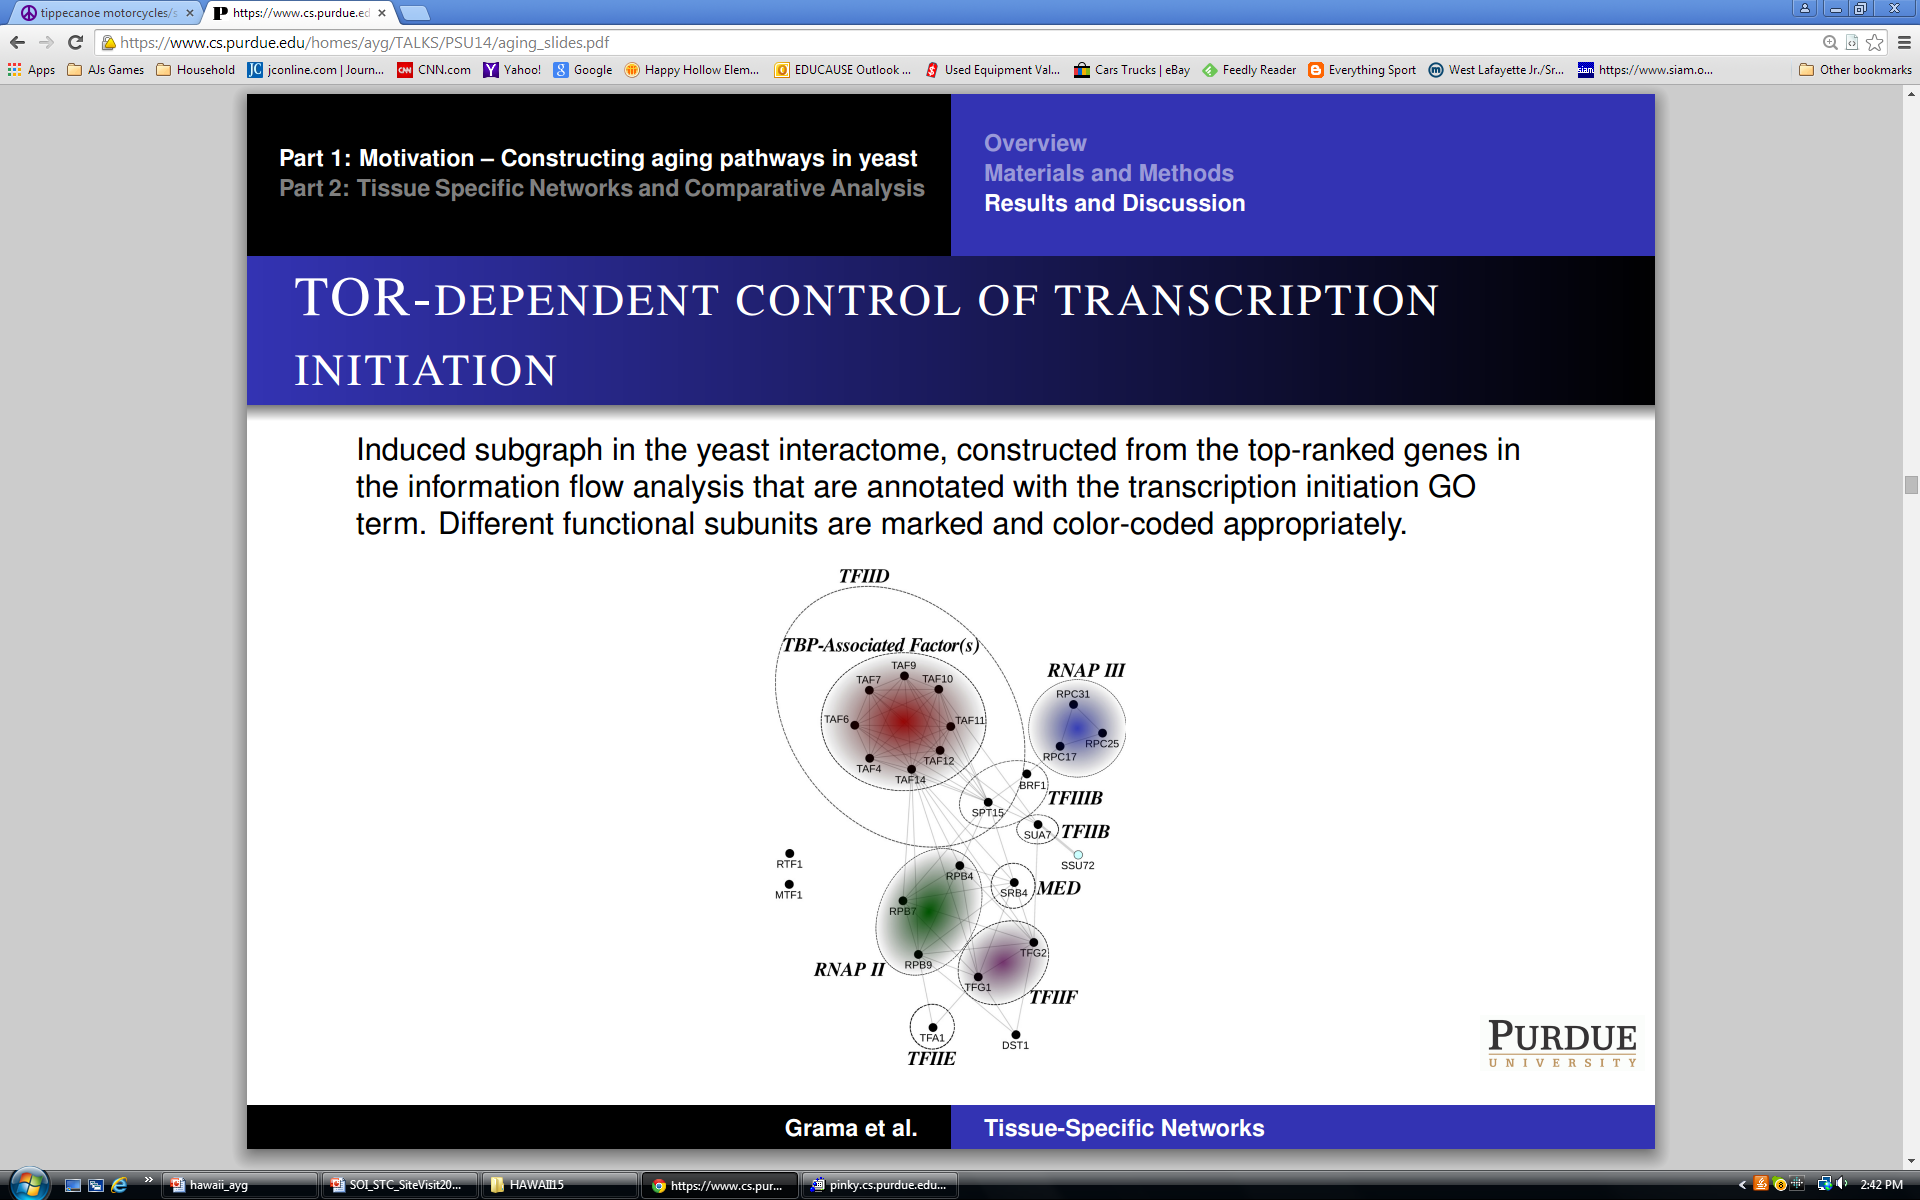 tippecanoe motorcycles/s
https://www.cs.purdue.ed
https://www.cs.purdue.edu/homes/ayg/TALKS/PSU14/aging_slides.pdf
Apps AJs Games Household jconline.com | Journ... CNN.com Yahoo! Google Happy Hollow Elem... EDUCAUSE Outlook ... Used Equipment Val... Cars Trucks | eBay Feedly Reader Everything Sport West Lafayette Jr./Sr... https://www.siam.o... Other bookmarks
Part 1: Motivation – Constructing aging pathways in yeast
Part 2: Tissue Specific Networks and Comparative Analysis
Overview
Materials and Methods
Results and Discussion
TOR-DEPENDENT CONTROL OF TRANSCRIPTION
INITIATION
Induced subgraph in the yeast interactome, constructed from the top-ranked genes in
the information flow analysis that are annotated with the transcription initiation GO
term. Different functional subunits are marked and color-coded appropriately.
TFIID
TBP-Associated Factor(s)
TAF9
TAF7
TAF10
TAF6
TAF11
TAF12
TAF4
TAF14
RNAP III
RPC31
RPC25
RPC17
BRF1
TFIIIB
SPT15
SUA7
TFIIB
SSU72
RTF1
MTF1
RPB4
SRB4
MED
RPB7
RPB9
RNAP II
TFG2
TFG1
TFIIF
TFA1
TFIIE
DST1
PURDUE
UNIVERSITY
Grama et al.
Tissue-Specific Networks
hawaii_ayg
SOI_STC_SiteVisit20...
HAWAII15
https://www.cs.pur...
pinky.cs.purdue.edu...
2:42 PM